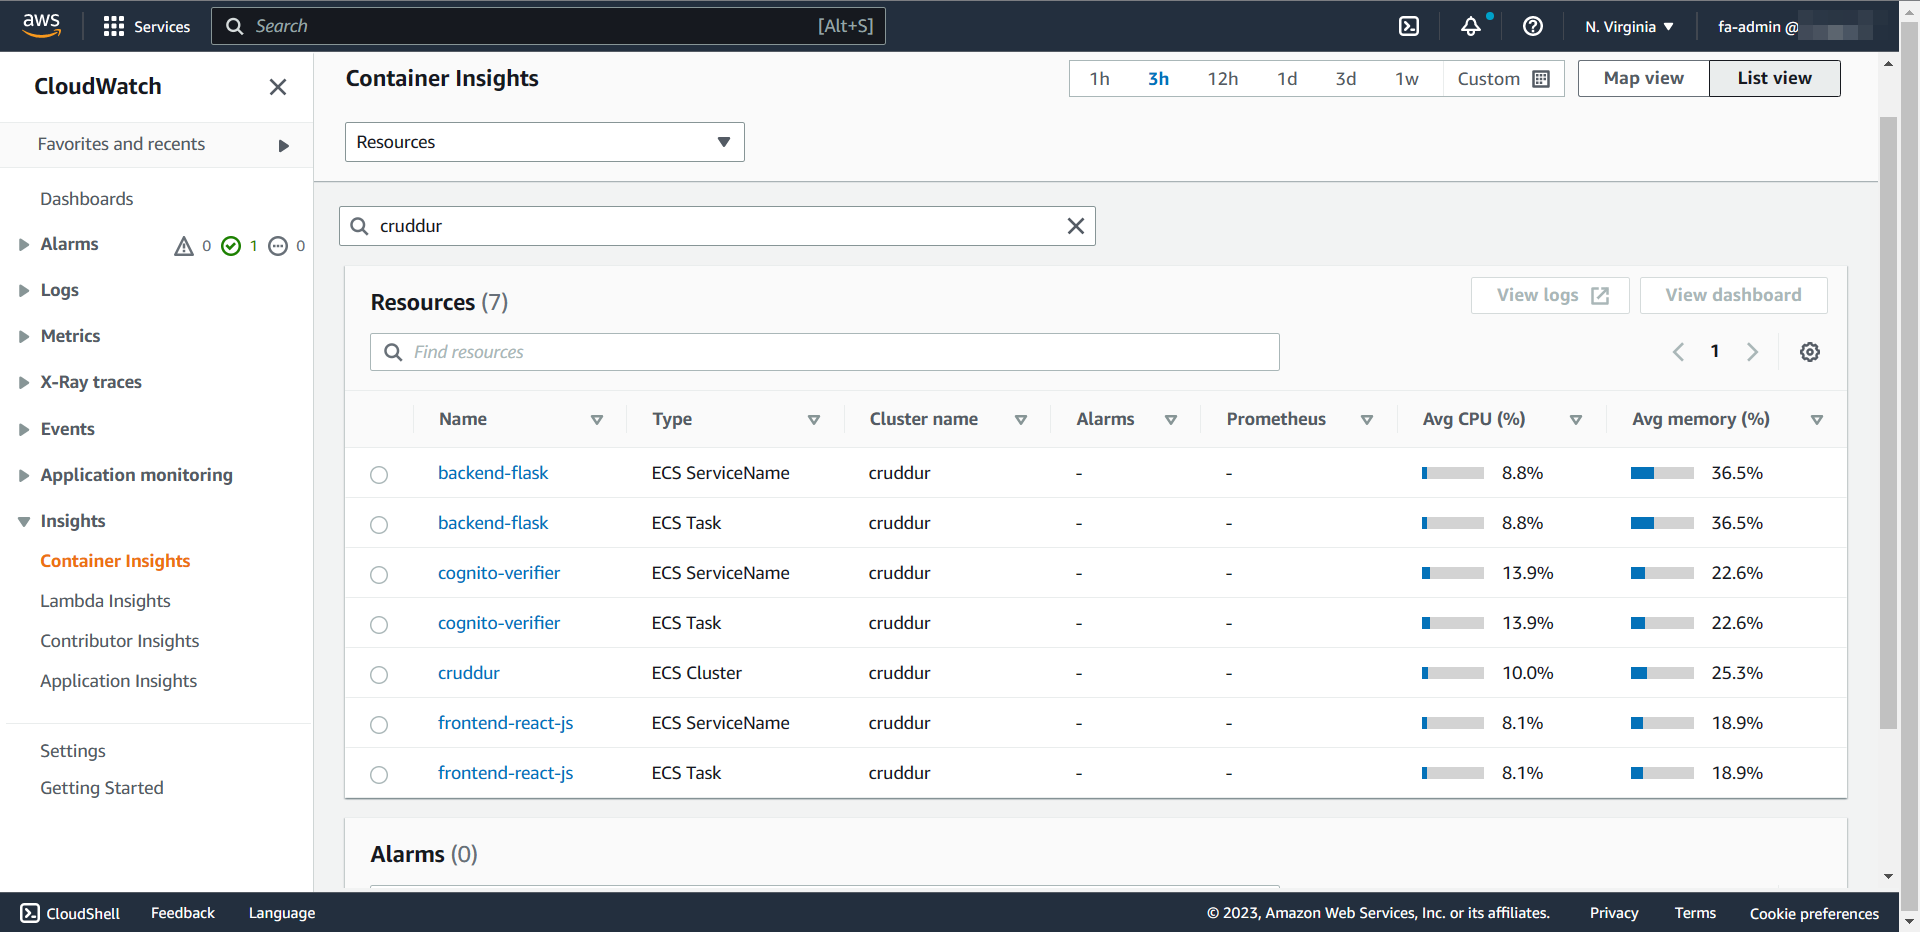 aws
Services
Search
[Alt+S]
N. Virginia
fa-admin @
CloudWatch
Favorites and recents
Dashboards
Alarms 0 1 0
Logs
Metrics
X-Ray traces
Events
Application monitoring
Insights
Container Insights
Lambda Insights
Contributor Insights
Application Insights
Settings
Getting Started
Container Insights
1h 3h 12h 1d 3d 1w Custom
Map view List view
Resources
cruddur
Resources (7)
View logs View dashboard
Find resources
1
Name Type Cluster name Alarms Prometheus Avg CPU (%) Avg memory (%)
backend-flask ECS ServiceName cruddur - - 8.8% 36.5%
backend-flask ECS Task cruddur - - 8.8% 36.5%
cognito-verifier ECS ServiceName cruddur - - 13.9% 22.6%
cognito-verifier ECS Task cruddur - - 13.9% 22.6%
cruddur ECS Cluster cruddur - - 10.0% 25.3%
frontend-react-js ECS ServiceName cruddur - - 8.1% 18.9%
frontend-react-js ECS Task cruddur - - 8.1% 18.9%
Alarms (0)
CloudShell Feedback Language
© 2023, Amazon Web Services, Inc. or its affiliates. Privacy Terms Cookie preferences